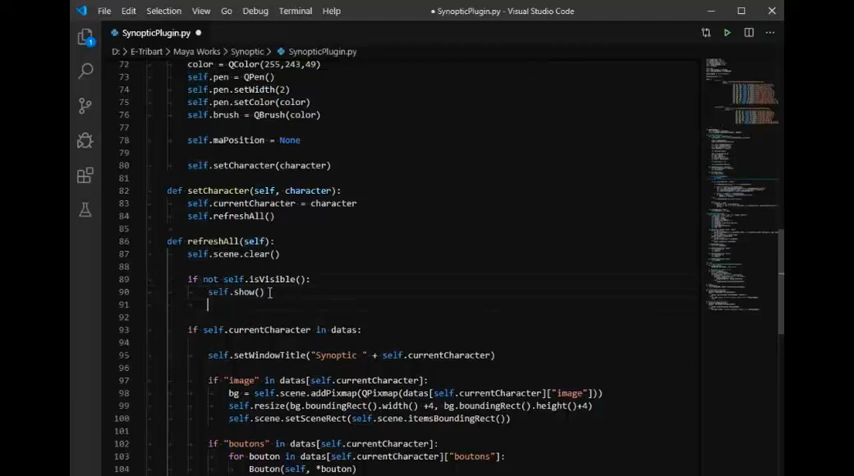 File Edit Selection View Go Debug Terminal Help
● SynopticPlugin.py - Visual Studio Code
SynopticPlugin.py ●
D: > E-Tribart > Maya Works > Synoptic > SynopticPlugin.py
72 color = QColor(255,243,49)
73 self.pen = QPen()
74 self.pen.setWidth(2)
75 self.pen.setColor(color)
76 self.brush = QBrush(color)
77
78 self.maPosition = None
79
80 self.setCharacter(character)
81
82 def setCharacter(self, character):
83 self.currentCharacter = character
84 self.refreshAll()
85
86 def refreshAll(self):
87 self.scene.clear()
88
89 if not self.isVisible():
90 self.show()
91
92
93 if self.currentCharacter in datas:
94
95 self.setWindowTitle("Synoptic " + self.currentCharacter)
96
97 if "image" in datas[self.currentCharacter]:
98 bg = self.scene.addPixmap(QPixmap(datas[self.currentCharacter]["image"]))
99 self.resize(bg.boundingRect().width() +4, bg.boundingRect().height()+4)
100 self.scene.setSceneRect(self.scene.itemsBoundingRect())
101
102 if "boutons" in datas[self.currentCharacter]:
103 for bouton in datas[self.currentCharacter]["boutons"]:
104 Bouton(self, *bouton)
1